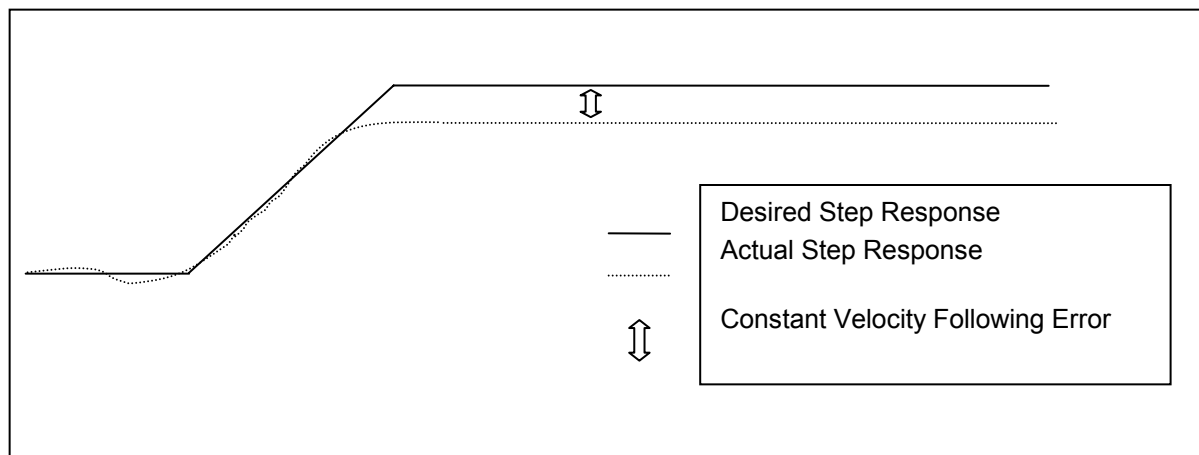 Desired Step Response
Actual Step Response
Constant Velocity Following Error